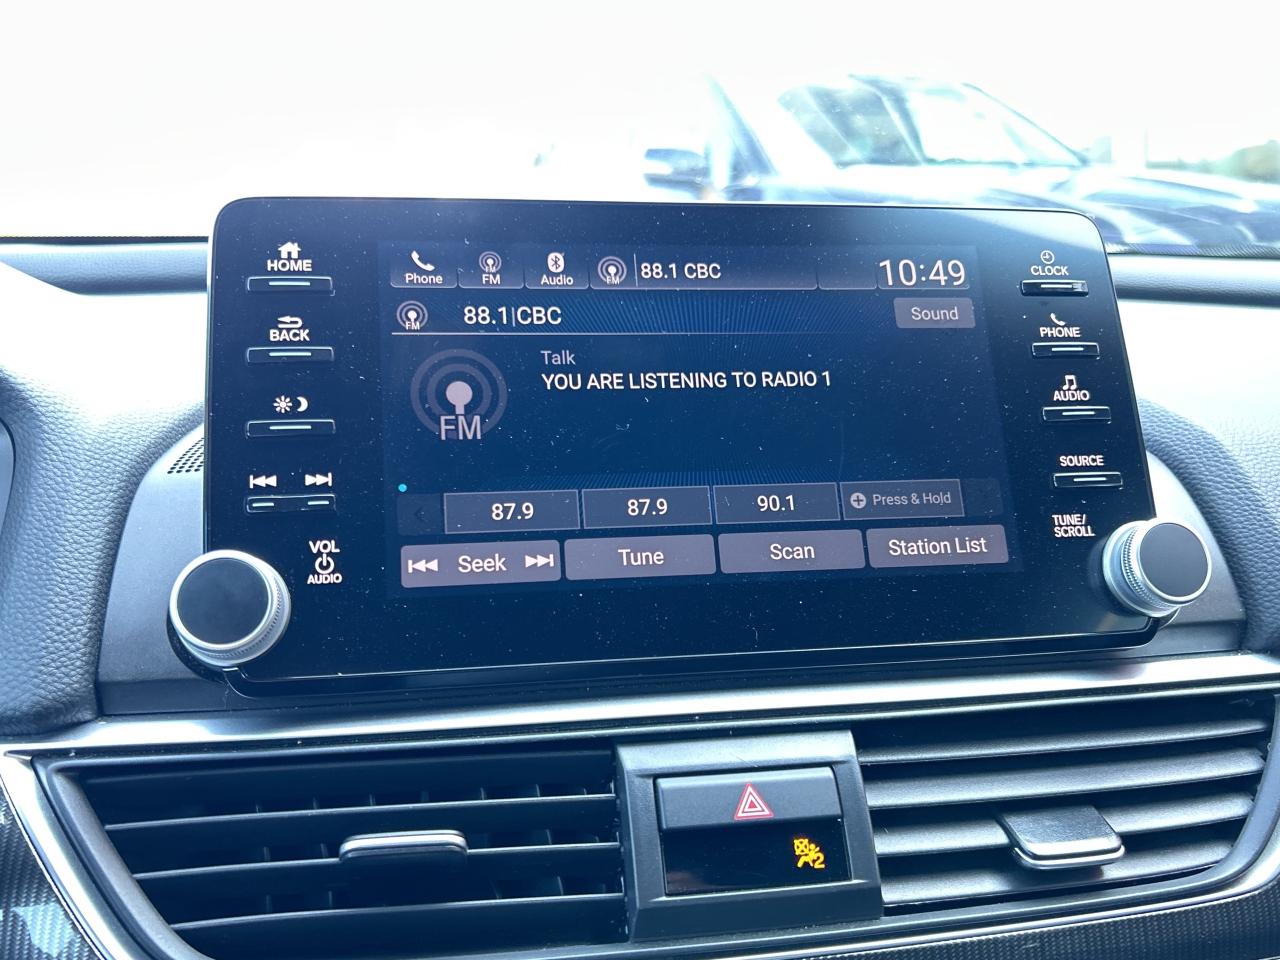 HOME
BACK
VOL
AUDIO
Phone
FM
Audio
FM
88.1 CBC
10:49
FM
88.1|CBC
Sound
Talk
YOU ARE LISTENING TO RADIO 1
FM
87.9
87.9
90.1
Press & Hold
Seek
Tune
Scan
Station List
CLOCK
PHONE
AUDIO
SOURCE
TUNE/
SCROLL
2